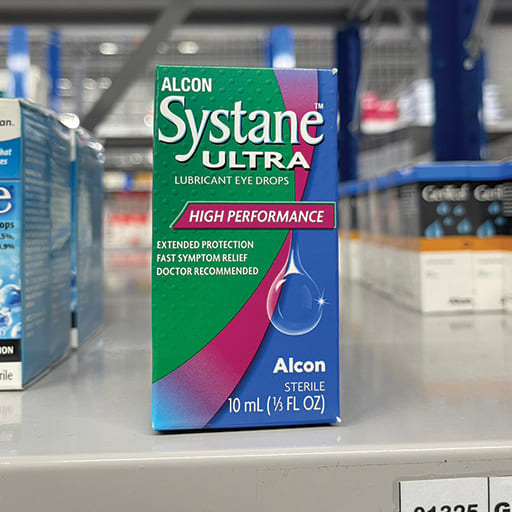 ALCON
Systane™
ULTRA
LUBRICANT EYE DROPS
HIGH PERFORMANCE
EXTENDED PROTECTION
FAST SYMPTOM RELIEF
DOCTOR RECOMMENDED
Alcon
STERILE
10 mL (⅓ FL OZ)